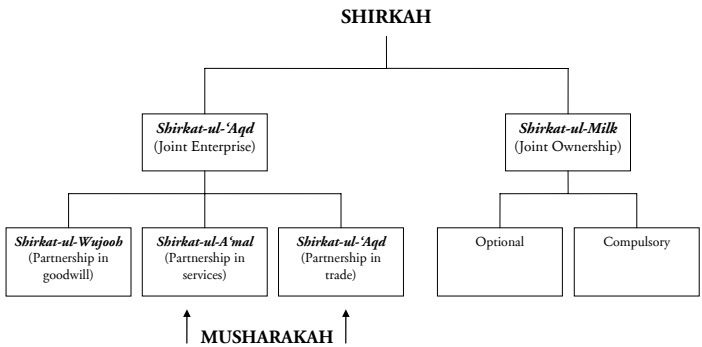 SHIRKAH
Shirkat-ul-‘Aqd
(Joint Enterprise)
Shirkat-ul-Milk
(Joint Ownership)
Shirkat-ul-Wujooh
(Partnership in
goodwill)
Shirkat-ul-A‘mal
(Partnership in
services)
Shirkat-ul-‘Aqd
(Partnership in
trade)
Optional
Compulsory
MUSHARAKAH